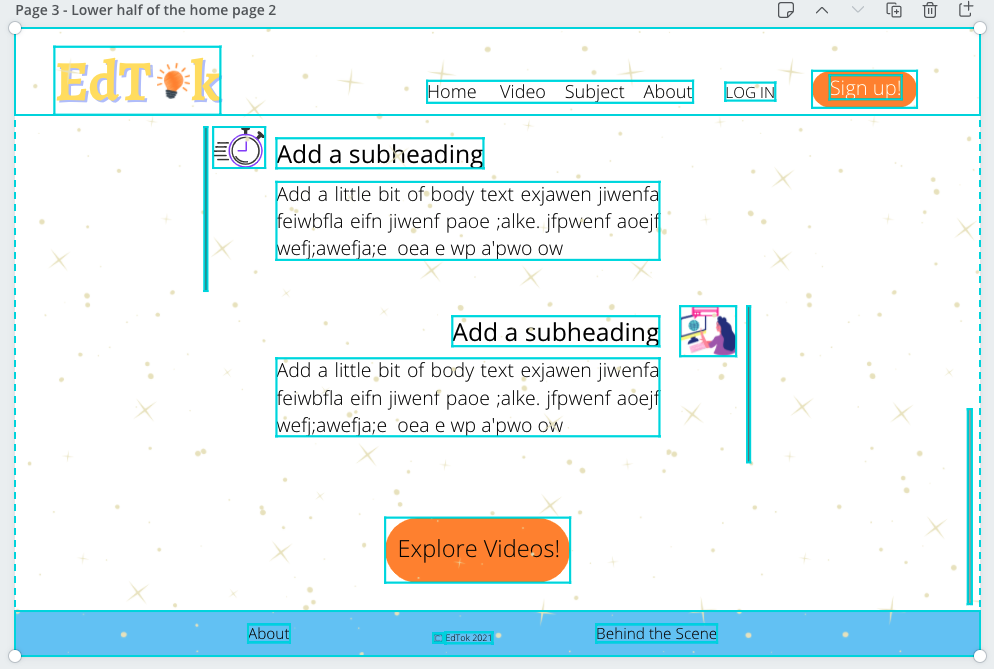 Page 3 - Lower half of the home page 2
EdTok
Home Video Subject About
LOG IN
Sign up!
Add a subheading
Add a little bit of body text exjawen jiwenfa
feiwbfla eifn jiwenf paoe ;alke. jfpwenf aoejf
wefj;awefja;e oea e wp a'pwo ow
Add a subheading
Add a little bit of body text exjawen jiwenfa
feiwbfla eifn jiwenf paoe ;alke. jfpwenf aoejf
wefj;awefja;e oea e wp a'pwo ow
Explore Videos!
About
© EdTok 2021
Behind the Scene